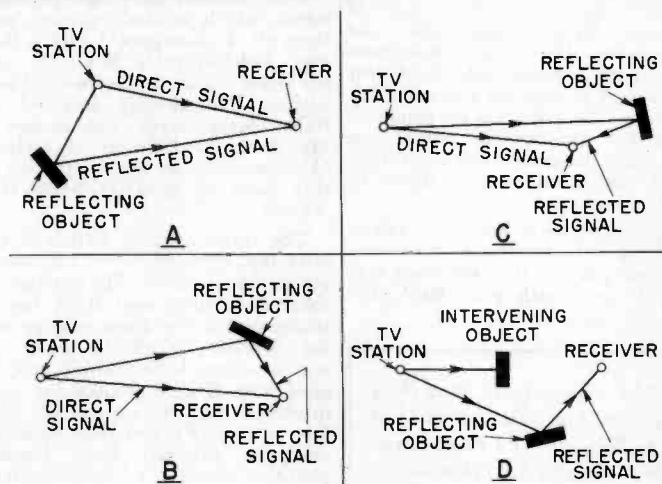 TV
STATION
DIRECT SIGNAL
RECEIVER
REFLECTED SIGNAL
REFLECTING
OBJECT
A
REFLECTING
OBJECT
TV
STATION
DIRECT SIGNAL
RECEIVER
REFLECTED
SIGNAL
C
REFLECTING
OBJECT
TV
STATION
DIRECT
SIGNAL
RECEIVER
REFLECTED SIGNAL
B
INTERVENING
OBJECT
TV
STATION
RECEIVER
REFLECTING
OBJECT
REFLECTED
SIGNAL
D